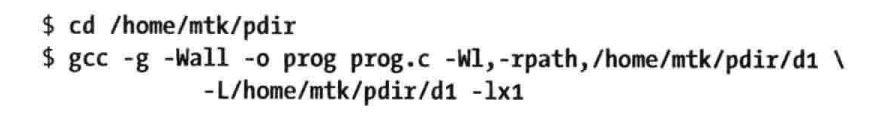 $ cd /home/mtk/pdir
$ gcc -g -Wall -o prog prog.c -Wl,-rpath,/home/mtk/pdir/d1 \
-L/home/mtk/pdir/d1 -lx1